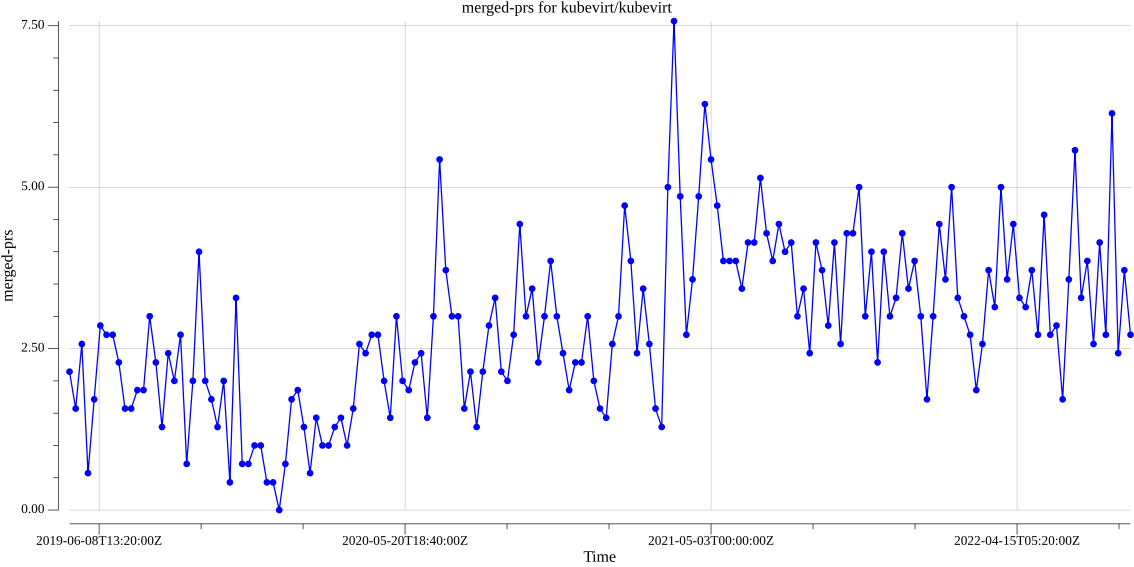 merged-prs for kubevirt/kubevirt
7.50
5.00
2.50
0.00
merged-prs
2019-06-08T13:20:00Z
2020-05-20T18:40:00Z
2021-05-03T00:00:00Z
2022-04-15T05:20:00Z
Time